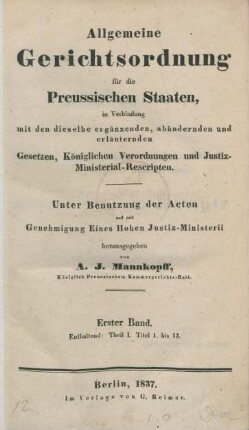 Allgemeine
Gerichtsordnung
für die
Preussischen Staaten,
in Verbindung
mit den dieselbe ergänzenden, abändernden und
erläuternden
Gesetzen, Königlichen Verordnungen und Justiz-
Ministerial-Rescripten.
Unter Benutzung der Acten
und mit
Genehmigung Eines Hohen Justiz-Ministerii
herausgegeben
von
A. J. Mannkopff,
Königlich Preussischem Kammergerichts-Rath.
Erster Band.
Enthaltend: Theil I. Titel 1. bis 13.
Berlin, 1837.
Im Verlage von G. Reimer.